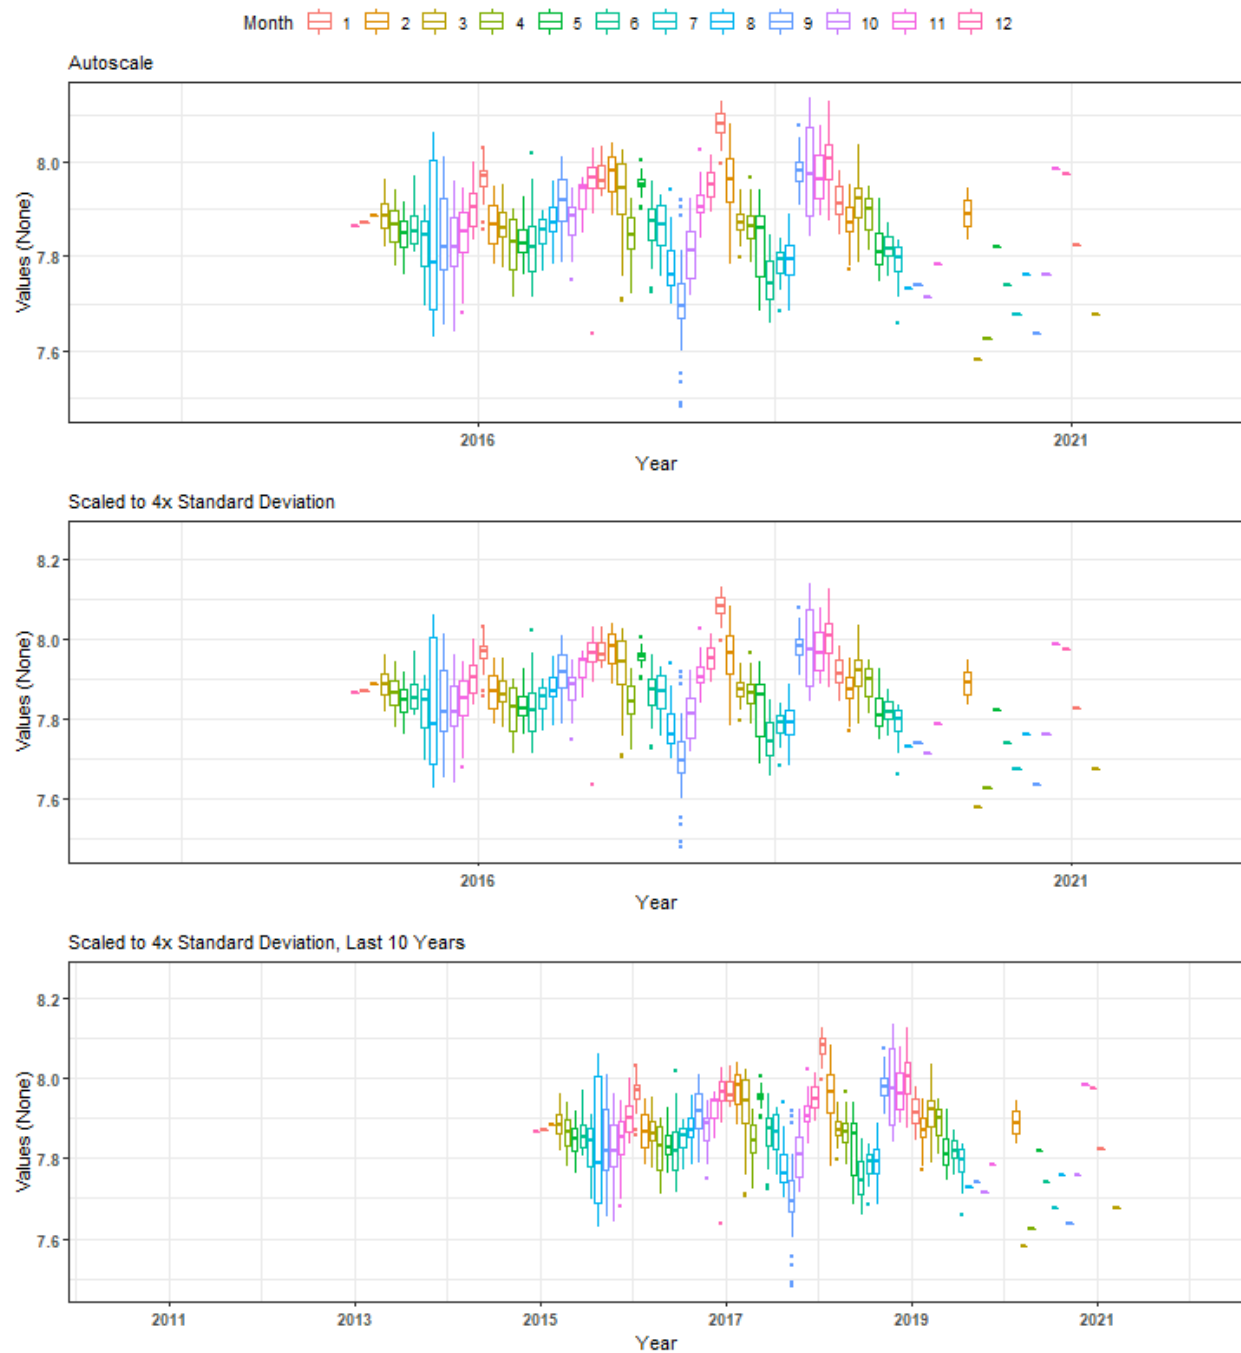 Month 1 2 3 4 5 6 7 8 9 10 11 12
Autoscale
Values (None)
8.0
7.8
7.6
2016 2021
Year
Scaled to 4x Standard Deviation
Values (None)
8.2
8.0
7.8
7.6
2016 2021
Year
Scaled to 4x Standard Deviation, Last 10 Years
Values (None)
8.2
8.0
7.8
7.6
2011 2013 2015 2017 2019 2021
Year